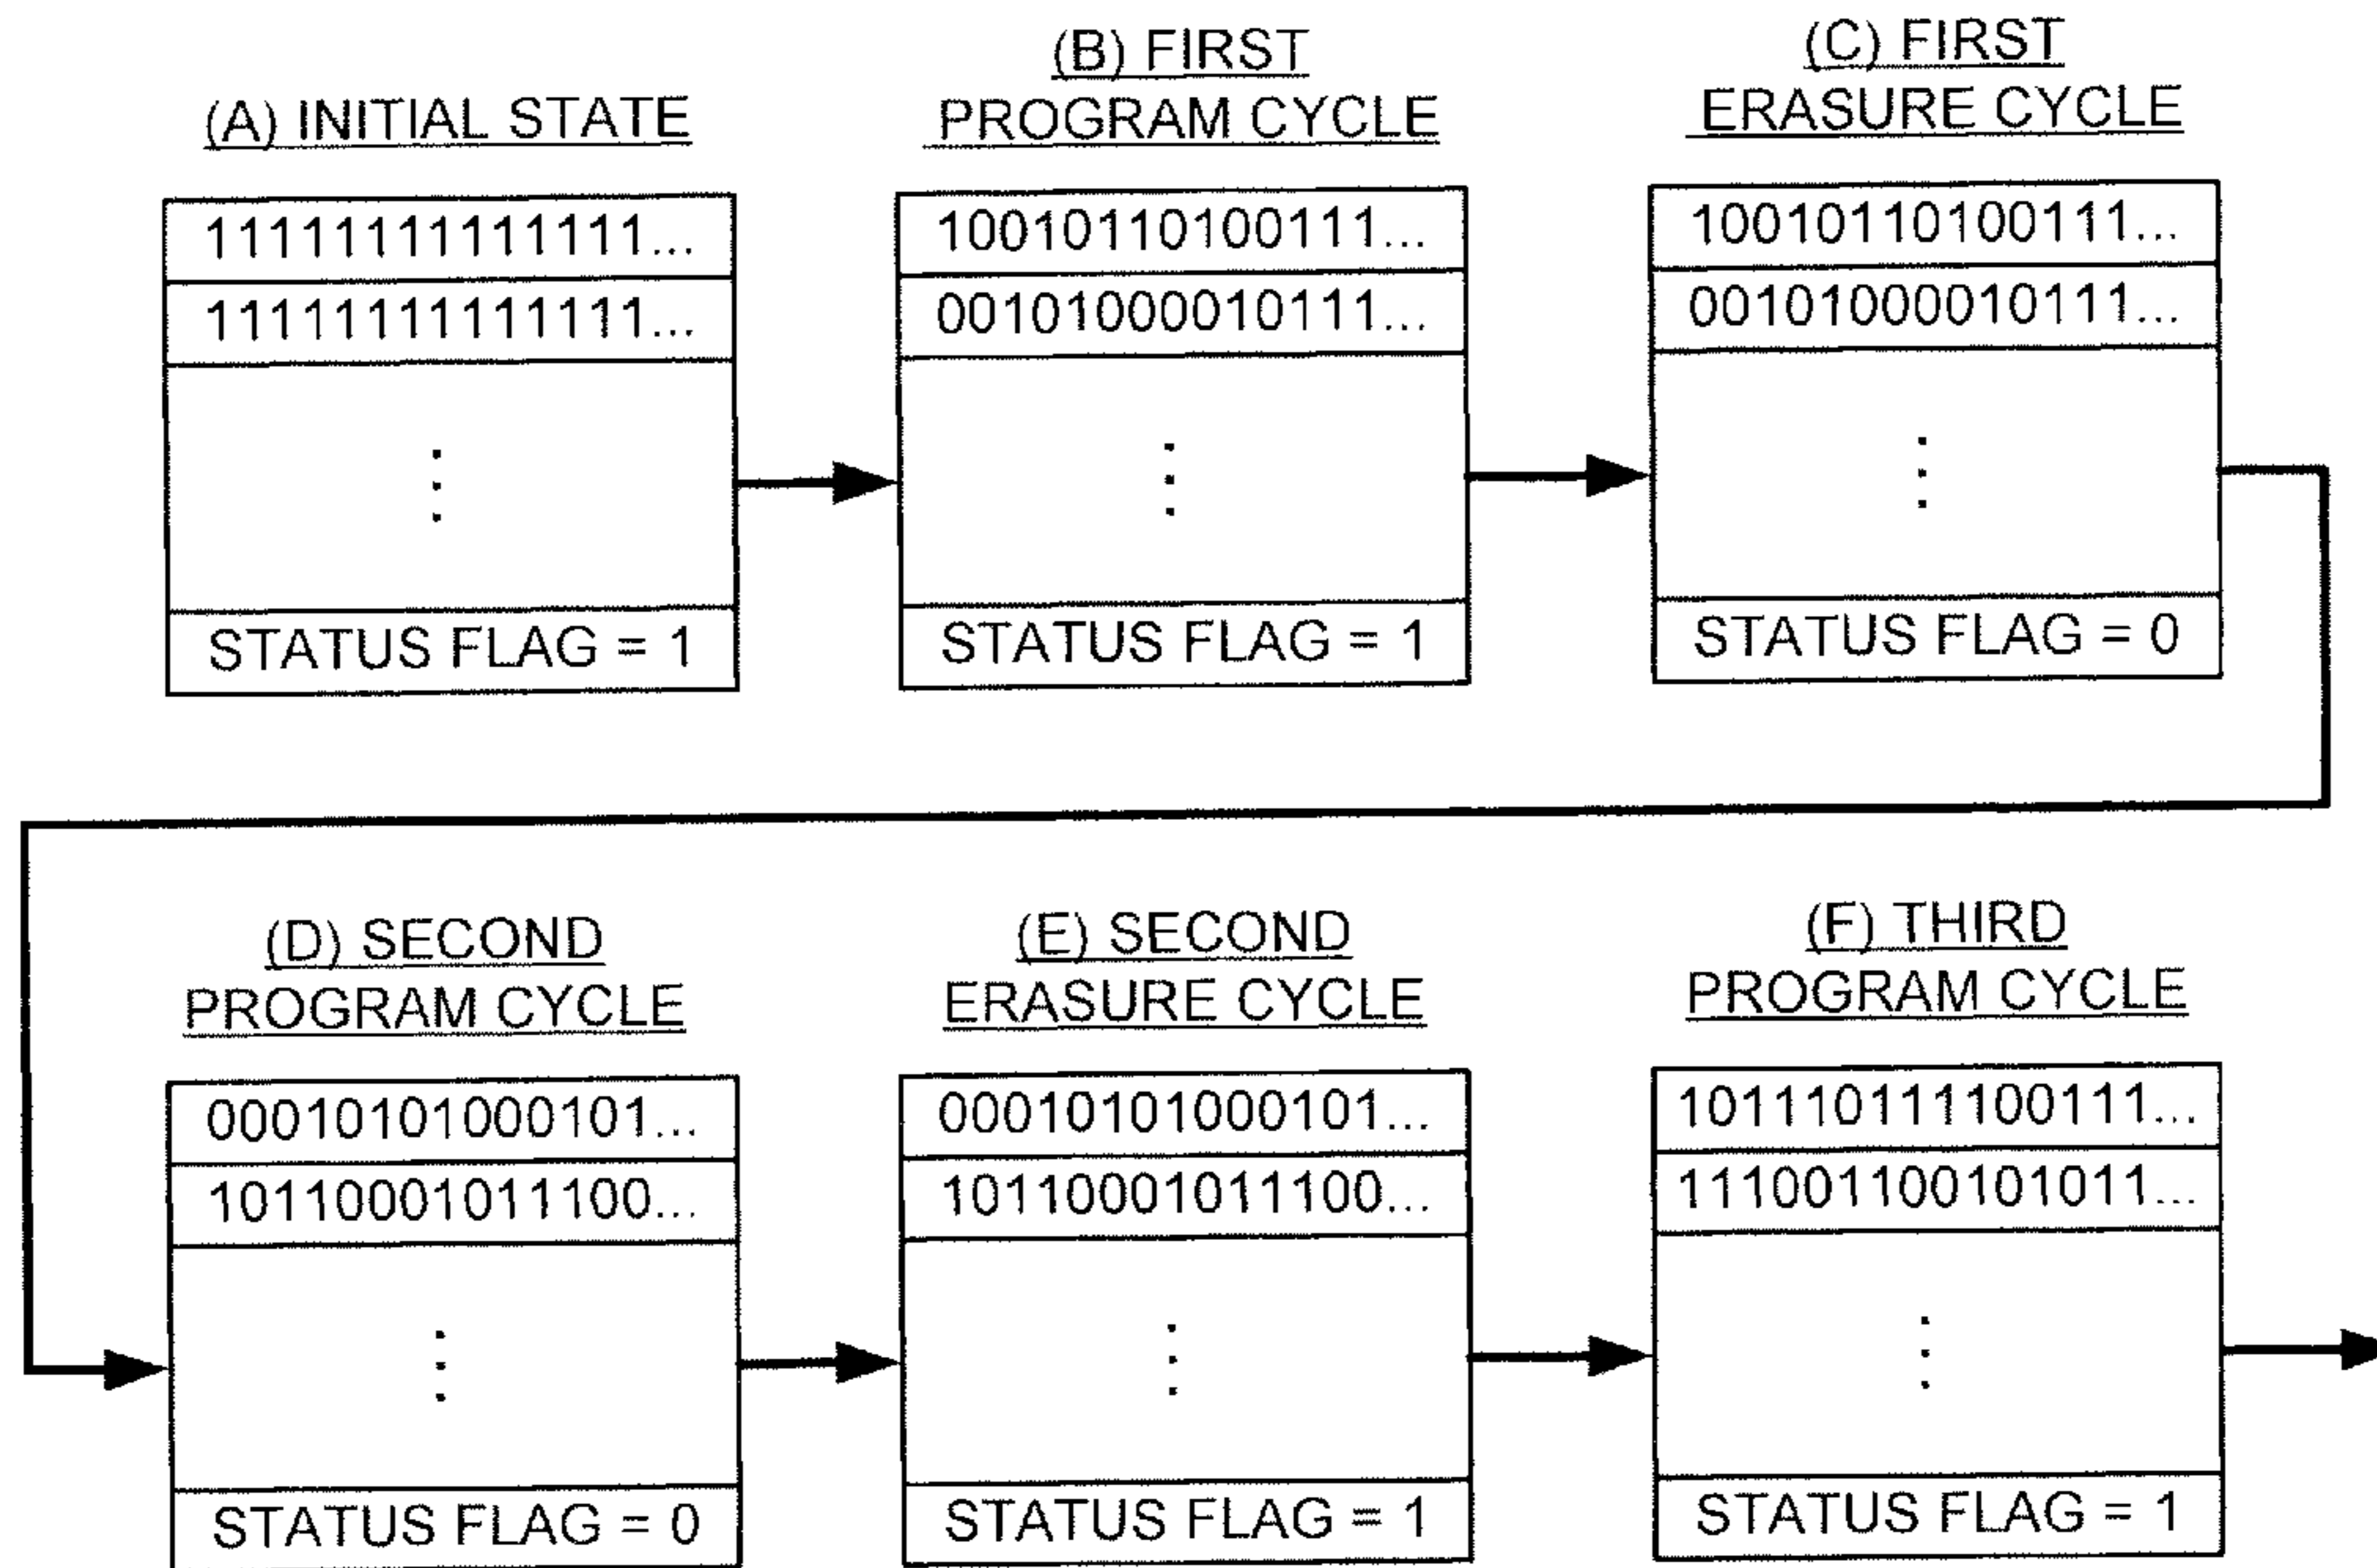 (A) INITIAL STATE
11111111111111...
11111111111111...
STATUS FLAG = 1
(B) FIRST
PROGRAM CYCLE
10010110100111...
00101000010111...
STATUS FLAG = 1
(C) FIRST
ERASURE CYCLE
10010110100111...
00101000010111...
STATUS FLAG = 0
(D) SECOND
PROGRAM CYCLE
00010101000101...
10110001011100...
STATUS FLAG = 0
(E) SECOND
ERASURE CYCLE
00010101000101...
10110001011100...
STATUS FLAG = 1
(F) THIRD
PROGRAM CYCLE
101110111100111...
111001100101011...
STATUS FLAG = 1